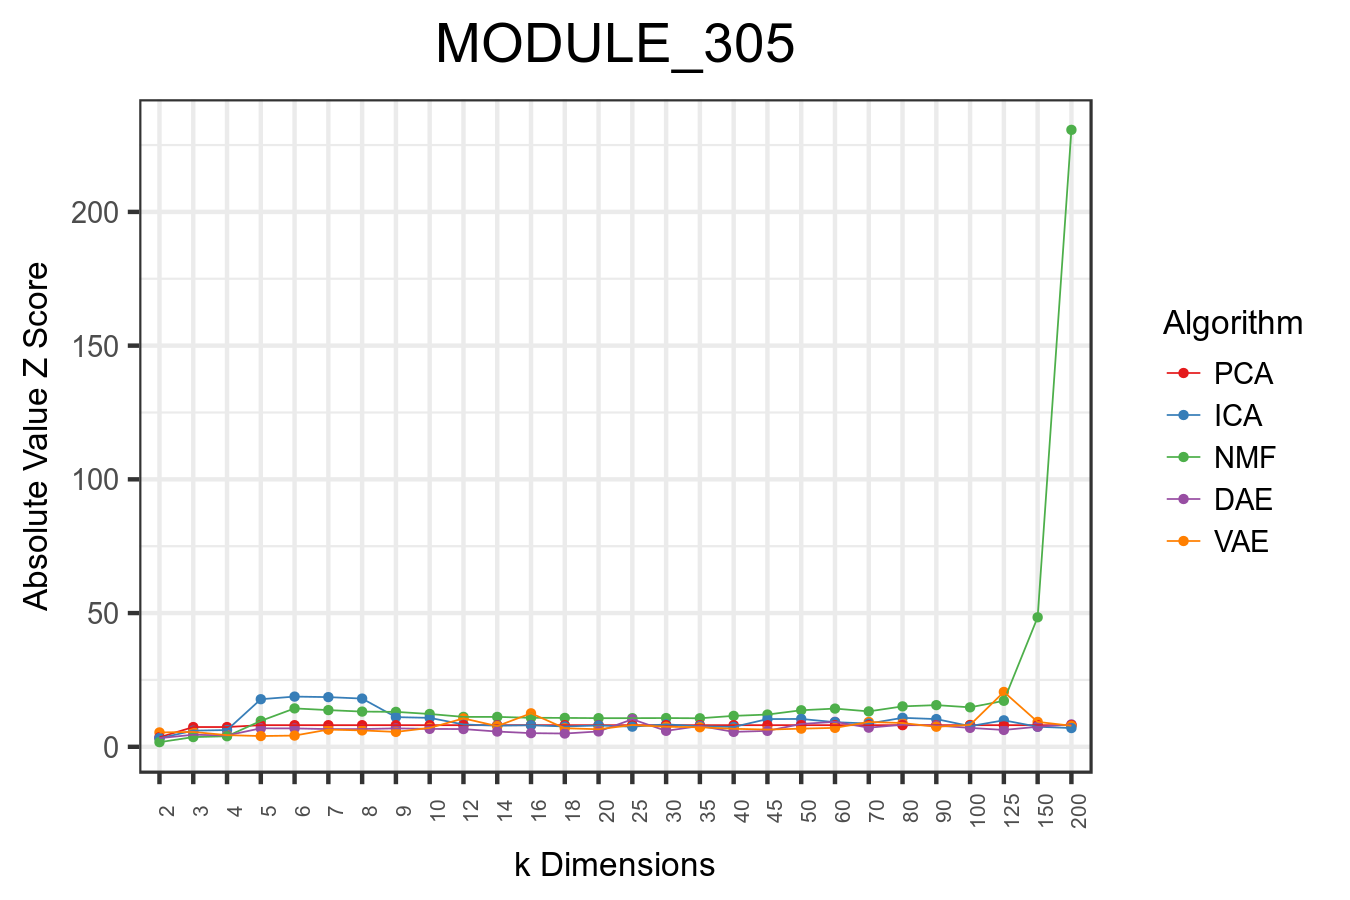 MODULE_305
Absolute Value Z Score
200
150
100
50
0
2 3 4 5 6 7 8 9 10 12 14 16 18 20 25 30 35 40 45 50 60 70 80 90 100 125 150 200
k Dimensions
Algorithm
PCA
ICA
NMF
DAE
VAE